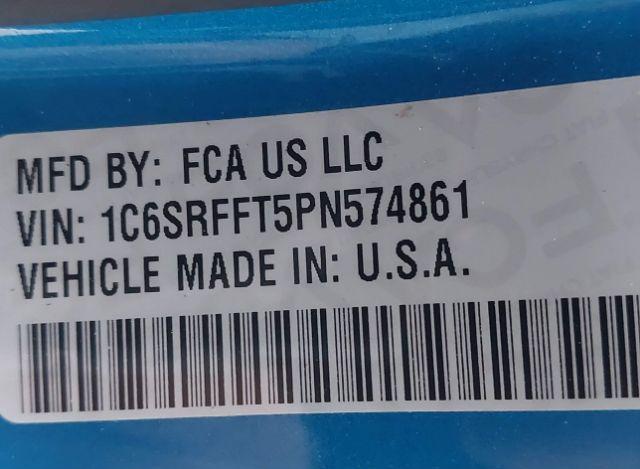 MFD BY: FCA US LLC
VIN: 1C6SRFFT5PN574861
VEHICLE MADE IN: U.S.A.